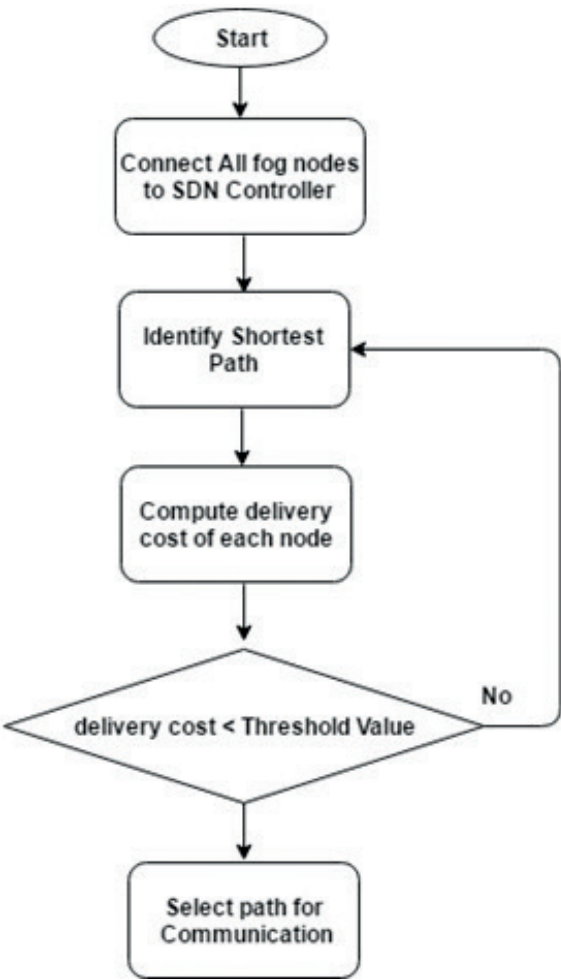 Start
Connect All fog nodes
to SDN Controller
Identify Shortest
Path
Compute delivery
cost of each node
delivery cost < Threshold Value
No
Select path for
Communication